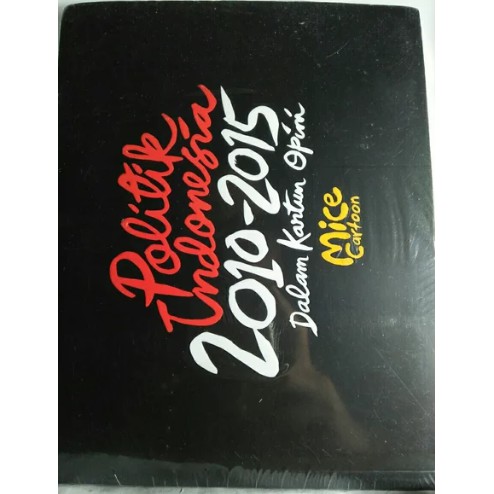 Politik
Indonesia
2010-2015
Dalam Kartun Opini
Mice
Cartoon